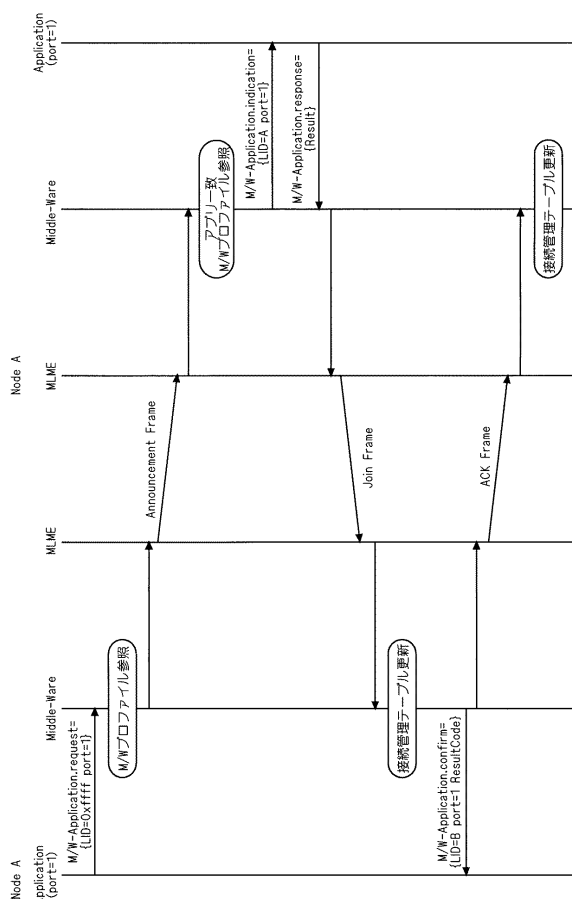 Node A
Node A
pplication
(port=1)
Middle-Ware
MLME
MLME
Middle-Ware
Application
(port=1)
M/W-Application.request=
{LID=0xffff port=1}
M/Wプロファイル参照
Announcement Frame
アプリ一致
M/Wプロファイル参照
M/W-Application.indication=
{LID=A port=1}
M/W-Application.response=
{Result}
Join Frame
接続管理テーブル更新
M/W-Application.confirm=
{LID=B port=1 ResultCode}
ACK Frame
接続管理テーブル更新